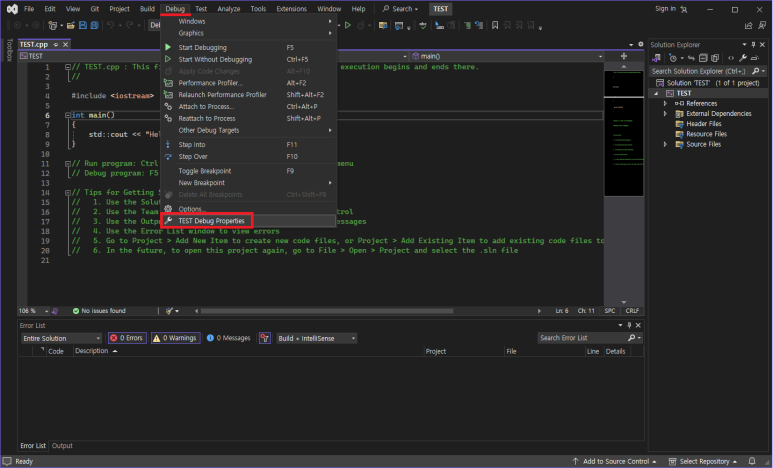 File Edit View Git Project Build Debug Test Analyze Tools Extensions Window Help Search TEST Sign in
TEST.cpp
Toolbox
TEST
main()
1 // TEST.cpp : This fi
execution begins and ends there.
2 //
3
4 #include <iostream>
5
6 int main()
7 {
8 std::cout << "Hel
9 }
10
11 // Run program: Ctrl
enu
12 // Debug program: F5
13
14 // Tips for Getting S
15 // 1. Use the Solu
16 // 2. Use the Team
trol
17 // 3. Use the Outpu
ssages
18 // 4. Use the Error List window to view errors
19 // 5. Go to Project > Add New Item to create new code files, or Project > Add Existing Item to add existing code files to
20 // 6. In the future, to open this project again, go to File > Open > Project and select the .sln file
21
Windows
Graphics
Start Debugging F5
Start Without Debugging Ctrl+F5
Apply Code Changes Alt+F10
Performance Profiler... Alt+F2
Relaunch Performance Profiler Shift+Alt+F2
Attach to Process... Ctrl+Alt+P
Reattach to Process Shift+Alt+P
Other Debug Targets
Step Into F11
Step Over F10
Toggle Breakpoint F9
New Breakpoint
Delete All Breakpoints Ctrl+Shift+F9
Options...
TEST Debug Properties
Solution Explorer
Search Solution Explorer (Ctrl+;)
Solution 'TEST' (1 of 1 project)
TEST
References
External Dependencies
Header Files
Resource Files
Source Files
106 % No issues found Ln: 6 Ch: 11 SPC CRLF
Error List
Entire Solution 0 Errors 0 Warnings 0 Messages Build + IntelliSense Search Error List
Code Description Project File Line Details
Error List Output
Ready Add to Source Control Select Repository